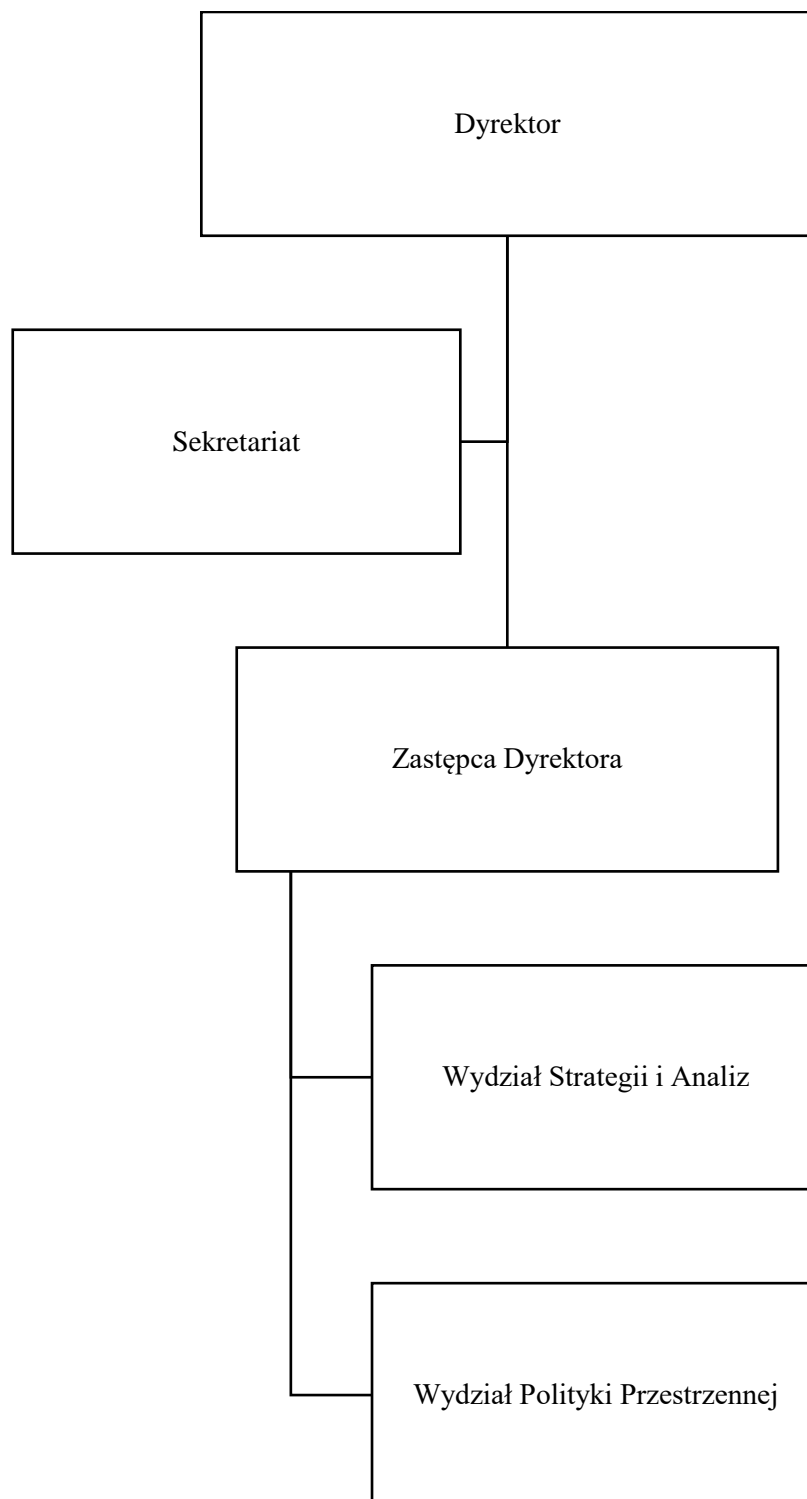 Dyrektor
Sekretariat
Zastępca Dyrektora
Wydział Strategii i Analiz
Wydział Polityki Przestrzennej